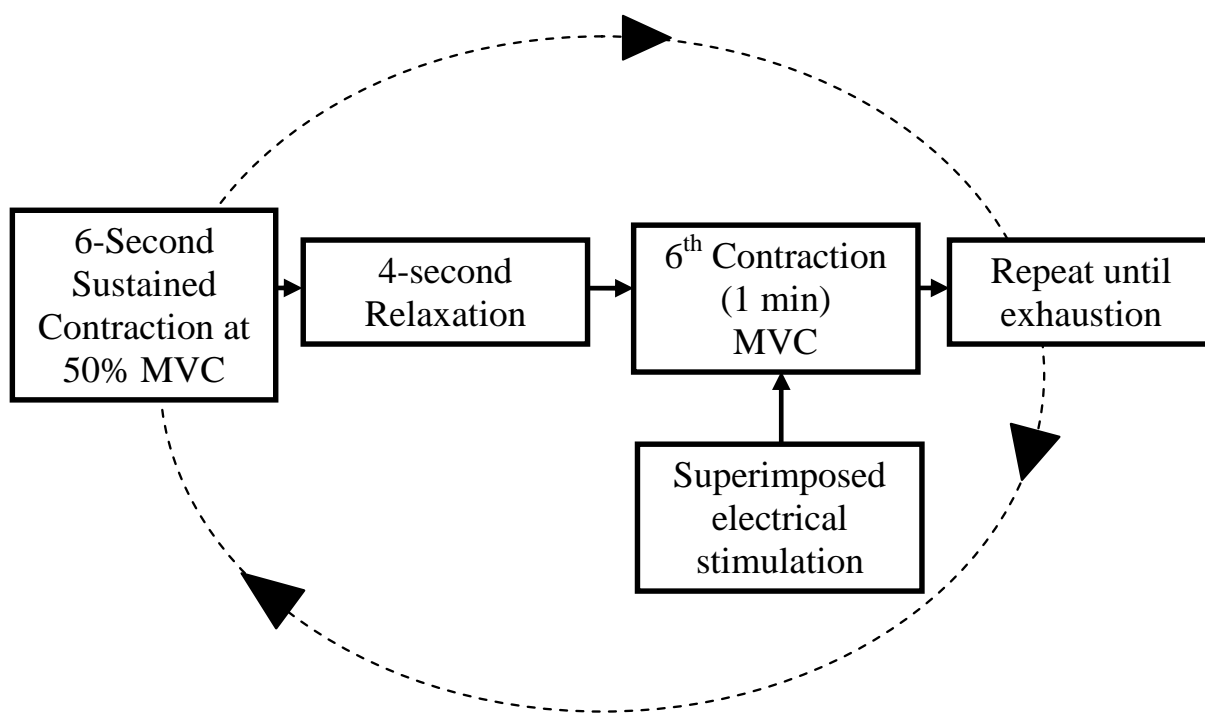 6-Second
Sustained
Contraction at
50% MVC
4-second
Relaxation
6th Contraction
(1 min)
MVC
Repeat until
exhaustion
Superimposed
electrical
stimulation